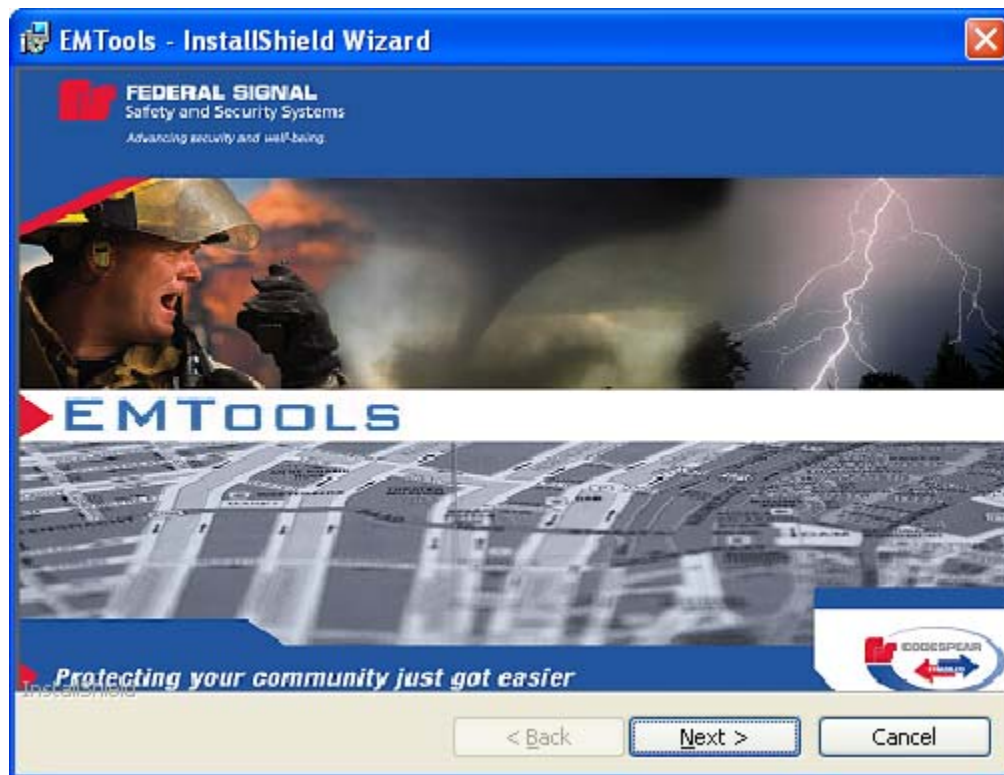 EMTools - InstallShield Wizard
FEDERAL SIGNAL
Safety and Security Systems
Advancing security and well-being.
EMTOOLS
CODESPEAR
Protecting your community just got easier
InstallShield
< Back
Next >
Cancel